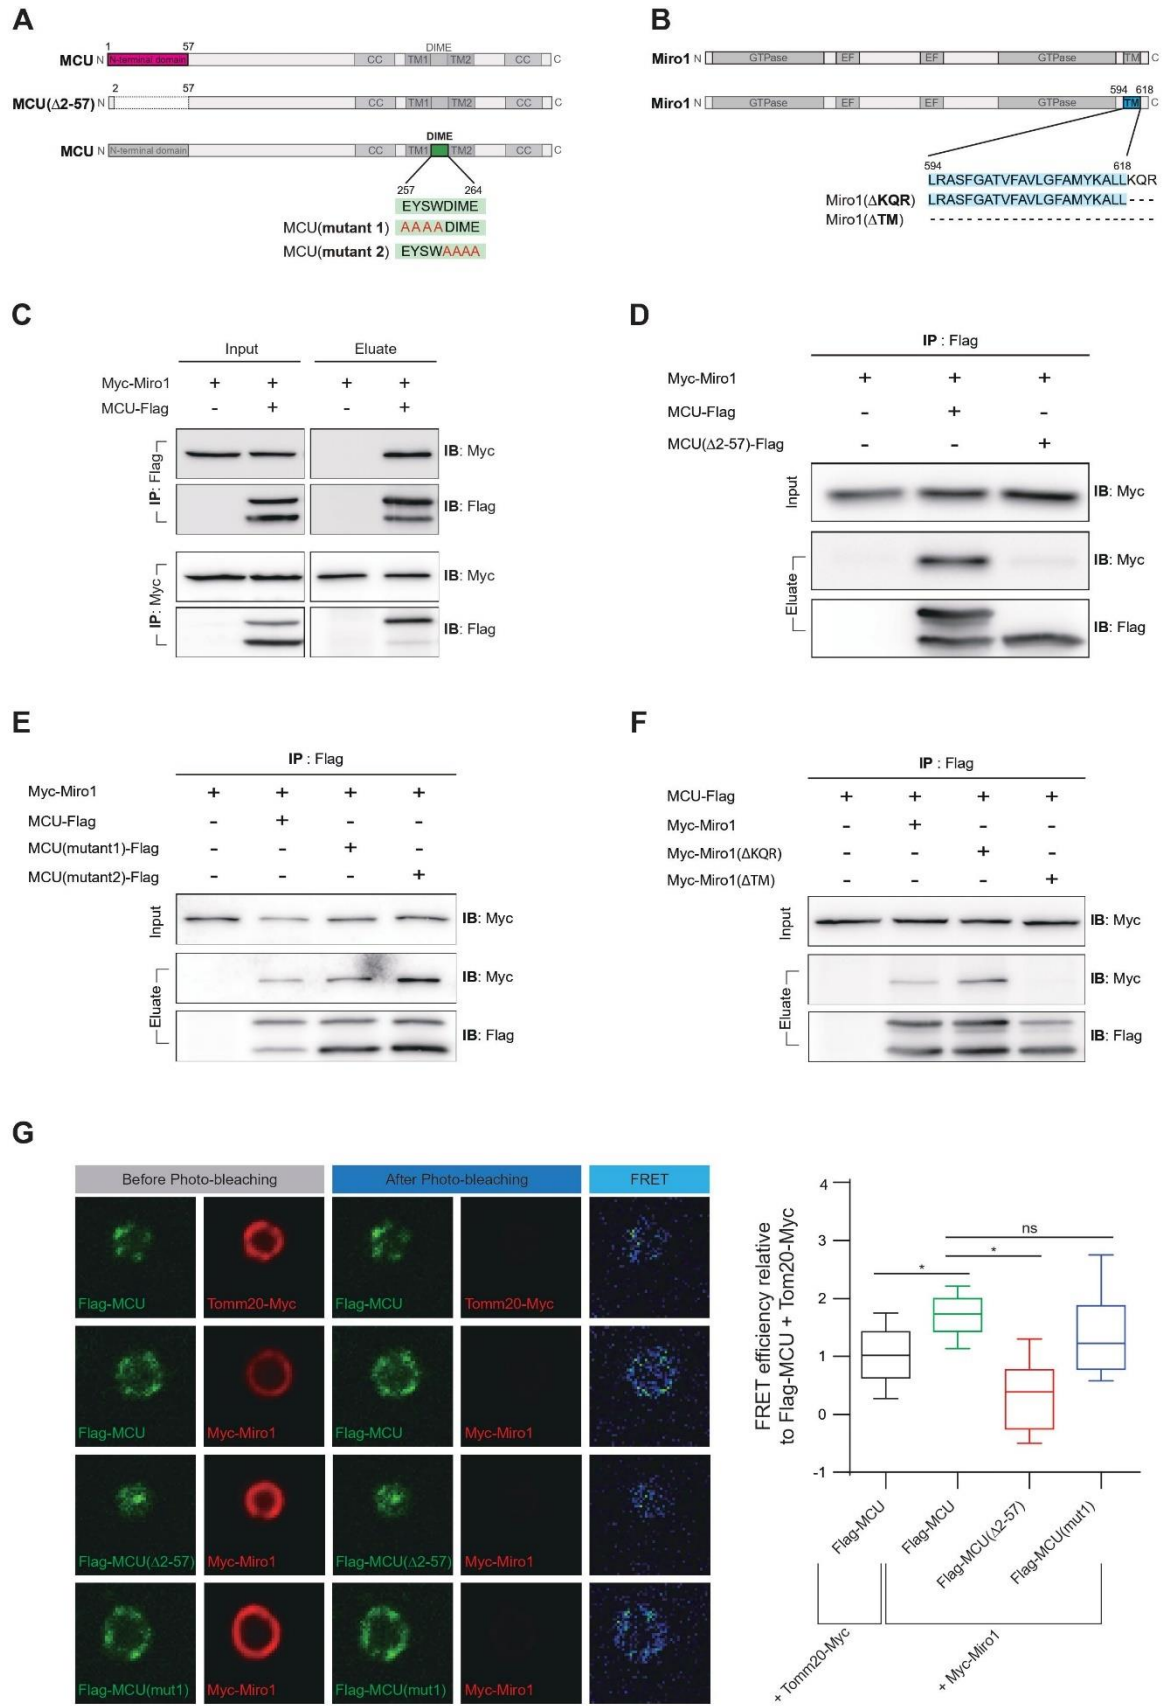 A
1 57
DIME
MCU N N-terminal domain CC TM1 TM2 CC C
2 57
MCU(Δ2-57) N CC TM1 TM2 CC C
DIME
MCU N N-terminal domain CC TM1 TM2 CC C
257 264
EYSWDIME
MCU(mutant 1) AAAADIME
MCU(mutant 2) EYSWAAAA
B
Miro1 N GTPase EF EF GTPase TM C
594 618
Miro1 N GTPase EF EF GTPase TM C
594 618
LRASFGATVFAVLGFAMYKALLKQR
Miro1(ΔKQR) LRASFGATVFAVLGFAMYKALL---
Miro1(ΔTM) -------------------------
C
Input Eluate
Myc-Miro1 + + + +
MCU-Flag - + - +
IP: Flag
IB: Myc
IB: Flag
IP: Myc
IB: Myc
IB: Flag
D
IP : Flag
Myc-Miro1 + + +
MCU-Flag - + -
MCU(Δ2-57)-Flag - - +
Input IB: Myc
Eluate
IB: Myc
IB: Flag
E
IP : Flag
Myc-Miro1 + + + +
MCU-Flag - + - -
MCU(mutant1)-Flag - - + -
MCU(mutant2)-Flag - - - +
Input IB: Myc
Eluate
IB: Myc
IB: Flag
F
IP : Flag
MCU-Flag + + + +
Myc-Miro1 - + - -
Myc-Miro1(ΔKQR) - - + -
Myc-Miro1(ΔTM) - - - +
Input IB: Myc
Eluate
IB: Myc
IB: Flag
G
Before Photo-bleaching After Photo-bleaching FRET
Flag-MCU Tomm20-Myc Flag-MCU Tomm20-Myc
Flag-MCU Myc-Miro1 Flag-MCU Myc-Miro1
Flag-MCU(Δ2-57) Myc-Miro1 Flag-MCU(Δ2-57) Myc-Miro1
Flag-MCU(mut1) Myc-Miro1 Flag-MCU(mut1) Myc-Miro1
FRET efficiency relative
to Flag-MCU + Tom20-Myc
4
3
2
1
0
-1
ns
* *
Flag-MCU
Flag-MCU
Flag-MCU(Δ2-57)
Flag-MCU(mut1)
+ Tomm20-Myc
+ Myc-Miro1